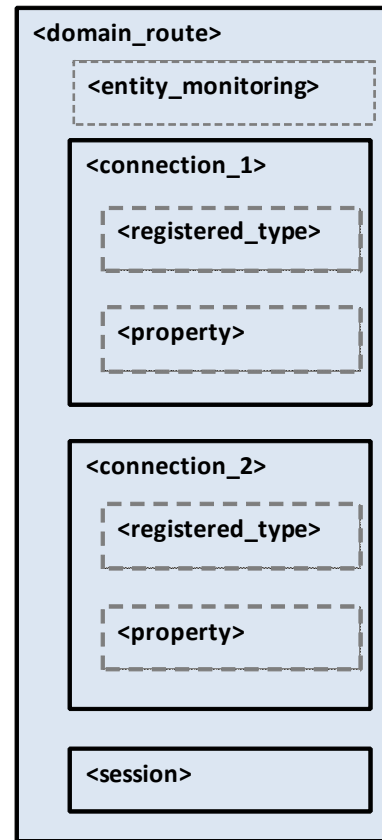 <domain_route>
<entity_monitoring>
<connection_1>
<registered_type>
<property>
<connection_2>
<registered_type>
<property>
<session>